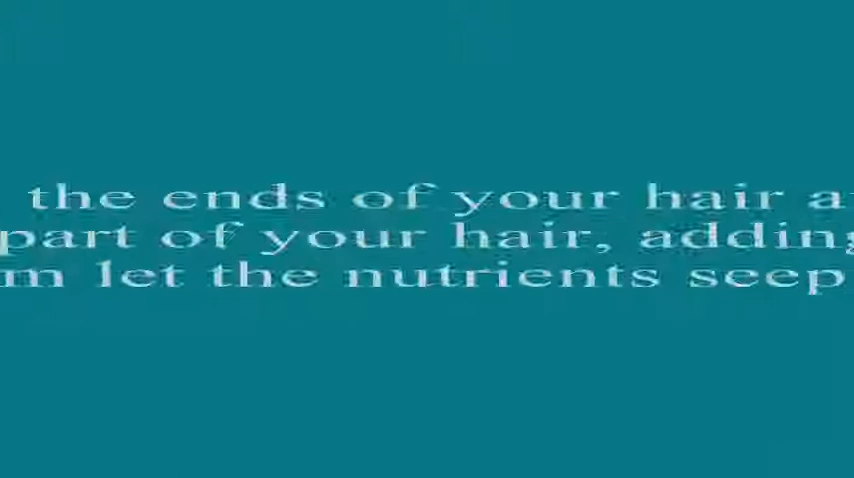 the ends of your hair a
part of your hair, adding
m let the nutrients seep